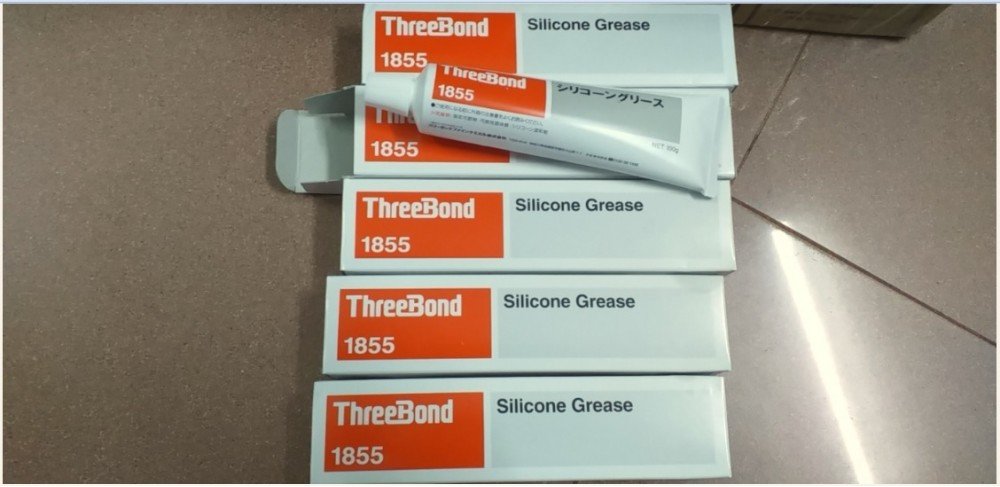 ThreeBond
Silicone Grease
1855
ThreeBond
シリコーングリース
1855
NET 100g
1855
ThreeBond
Silicone Grease
1855
ThreeBond
Silicone Grease
1855
ThreeBond
Silicone Grease
1855